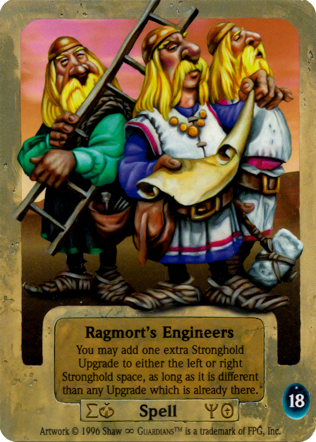 Ragmort's Engineers
You may add one extra Stronghold
Upgrade to either the left or right
Stronghold space, as long as it is different
than any Upgrade which is already there.
Spell
18
Artwork © 1996 Shaw ∞ GUARDIANS™ is a trademark of FPG, Inc.